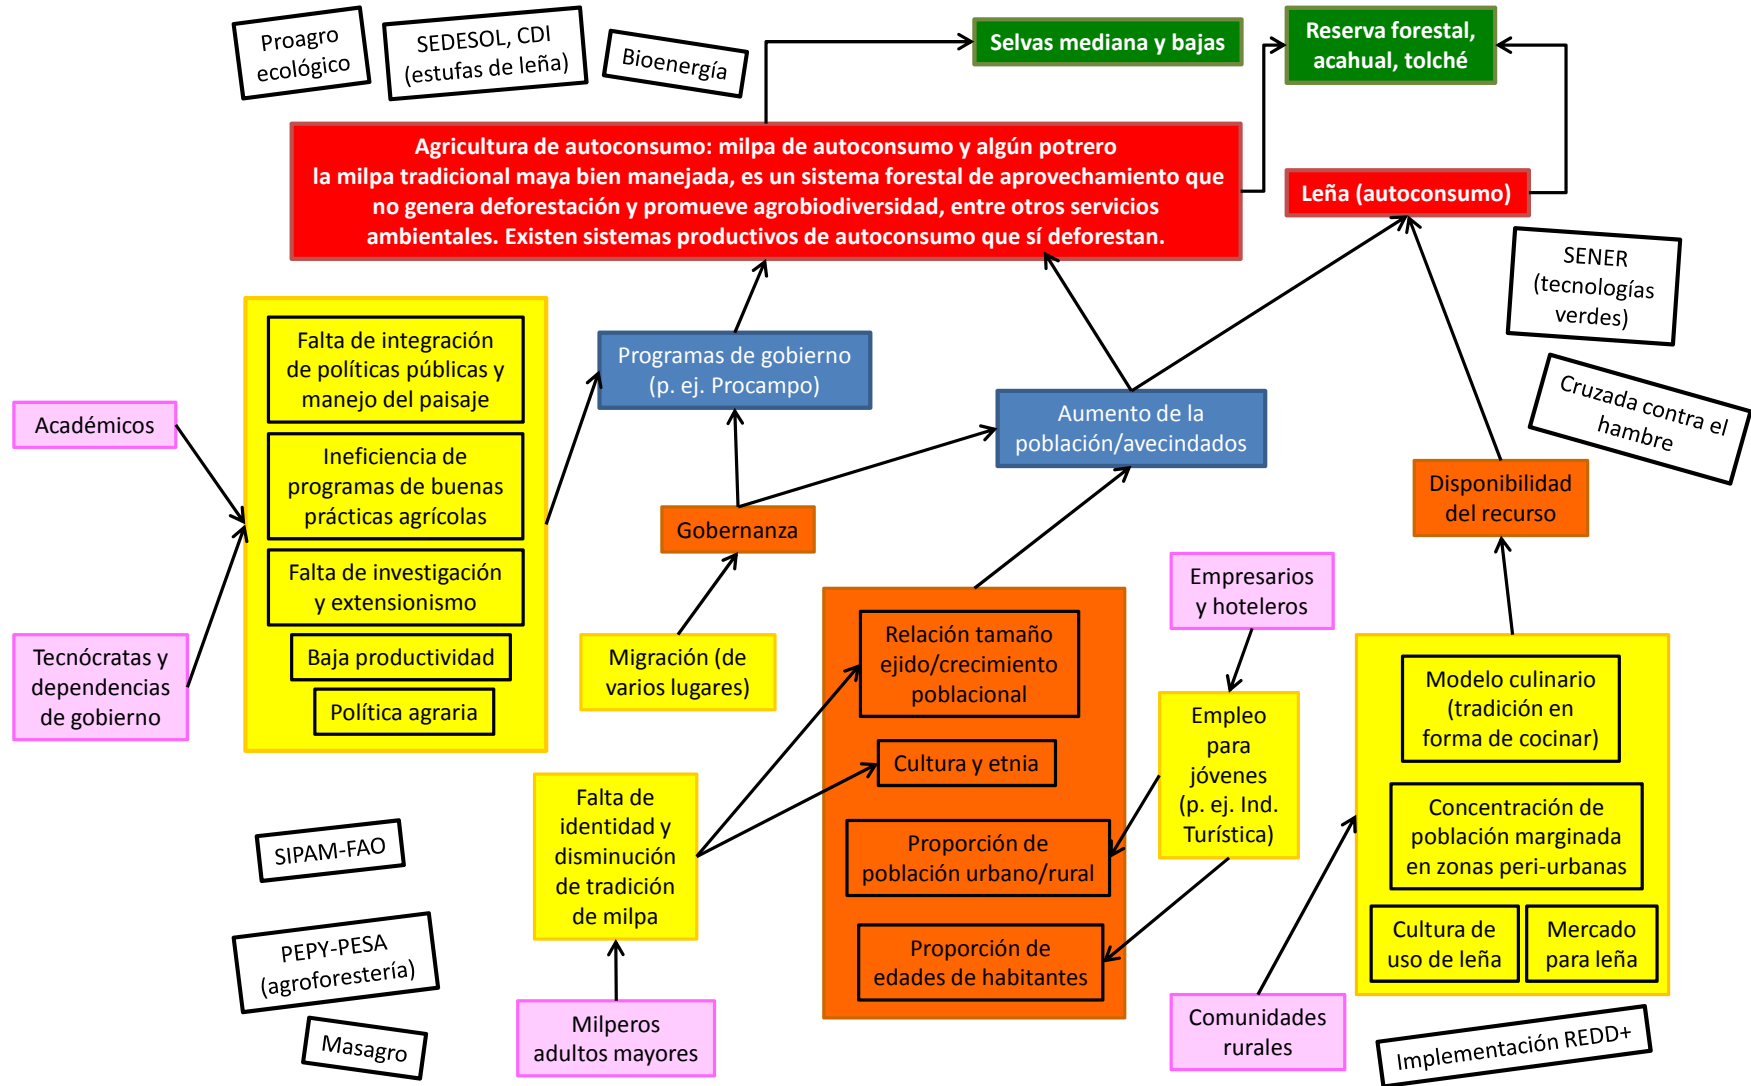 Proagro
ecológico
SEDESOL, CDI
(estufas de leña)
Bioenergía
Selvas mediana y bajas
Reserva forestal,
acahual, tolché
Agricultura de autoconsumo: milpa de autoconsumo y algún potrero
la milpa tradicional maya bien manejada, es un sistema forestal de aprovechamiento que
no genera deforestación y promueve agrobiodiversidad, entre otros servicios
ambientales. Existen sistemas productivos de autoconsumo que sí deforestan.
Leña (autoconsumo)
SENER
(tecnologías
verdes)
Cruzada contra el
hambre
Académicos
Tecnócratas y
dependencias
de gobierno
Falta de integración
de políticas públicas y
manejo del paisaje
Ineficiencia de
programas de buenas
prácticas agrícolas
Falta de investigación
y extensionismo
Baja productividad
Política agraria
Programas de gobierno
(p. ej. Procampo)
Aumento de la
población/avecindados
Gobernanza
Migración (de
varios lugares)
Disponibilidad
del recurso
Empresarios
y hoteleros
Relación tamaño
ejido/crecimiento
poblacional
Cultura y etnia
Proporción de
población urbano/rural
Proporción de
edades de habitantes
Empleo
para
jóvenes
(p. ej. Ind.
Turística)
Modelo culinario
(tradición en
forma de cocinar)
Concentración de
población marginada
en zonas peri-urbanas
Cultura de
uso de leña
Mercado
para leña
Falta de
identidad y
disminución
de tradición
de milpa
SIPAM-FAO
PEPY-PESA
(agroforestería)
Masagro
Milperos
adultos mayores
Comunidades
rurales
Implementación REDD+